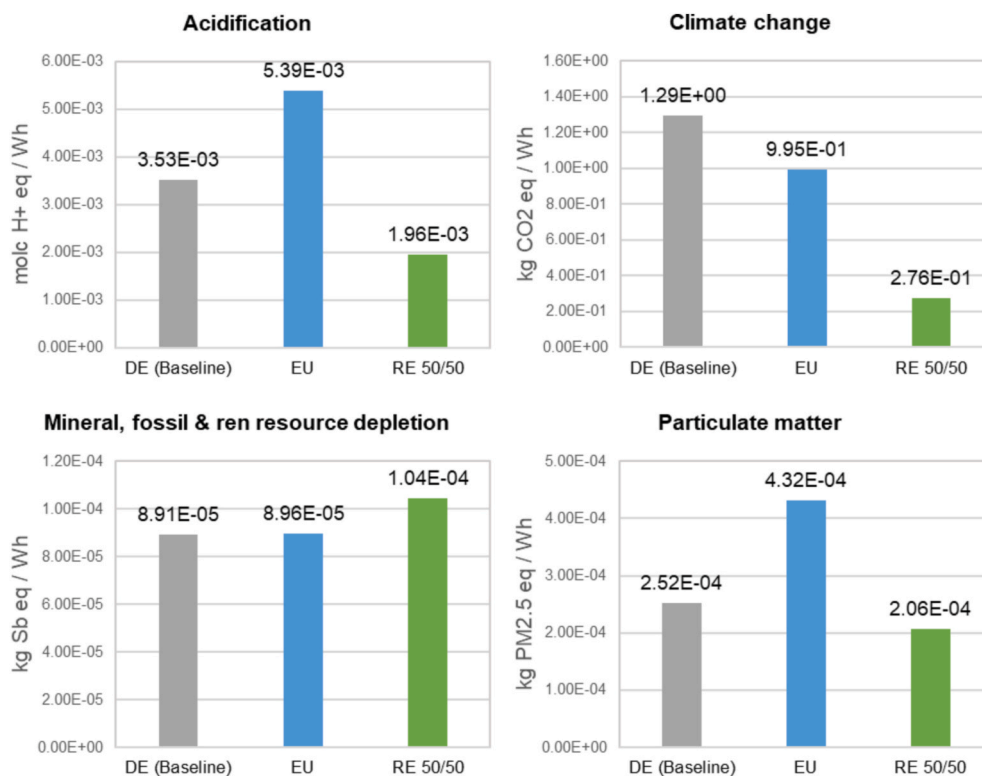 Acidification
6.00E-03
5.00E-03
4.00E-03
3.00E-03
2.00E-03
1.00E-03
0.00E+00
molc H+ eq / Wh
3.53E-03
5.39E-03
1.96E-03
DE (Baseline) EU RE 50/50
Climate change
1.60E+00
1.40E+00
1.20E+00
1.00E+00
8.00E-01
6.00E-01
4.00E-01
2.00E-01
0.00E+00
kg CO2 eq / Wh
1.29E+00
9.95E-01
2.76E-01
DE (Baseline) EU RE 50/50
Mineral, fossil & ren resource depletion
1.20E-04
1.00E-04
8.00E-05
6.00E-05
4.00E-05
2.00E-05
0.00E+00
kg Sb eq / Wh
8.91E-05
8.96E-05
1.04E-04
DE (Baseline) EU RE 50/50
Particulate matter
5.00E-04
4.00E-04
3.00E-04
2.00E-04
1.00E-04
0.00E+00
kg PM2.5 eq / Wh
2.52E-04
4.32E-04
2.06E-04
DE (Baseline) EU RE 50/50